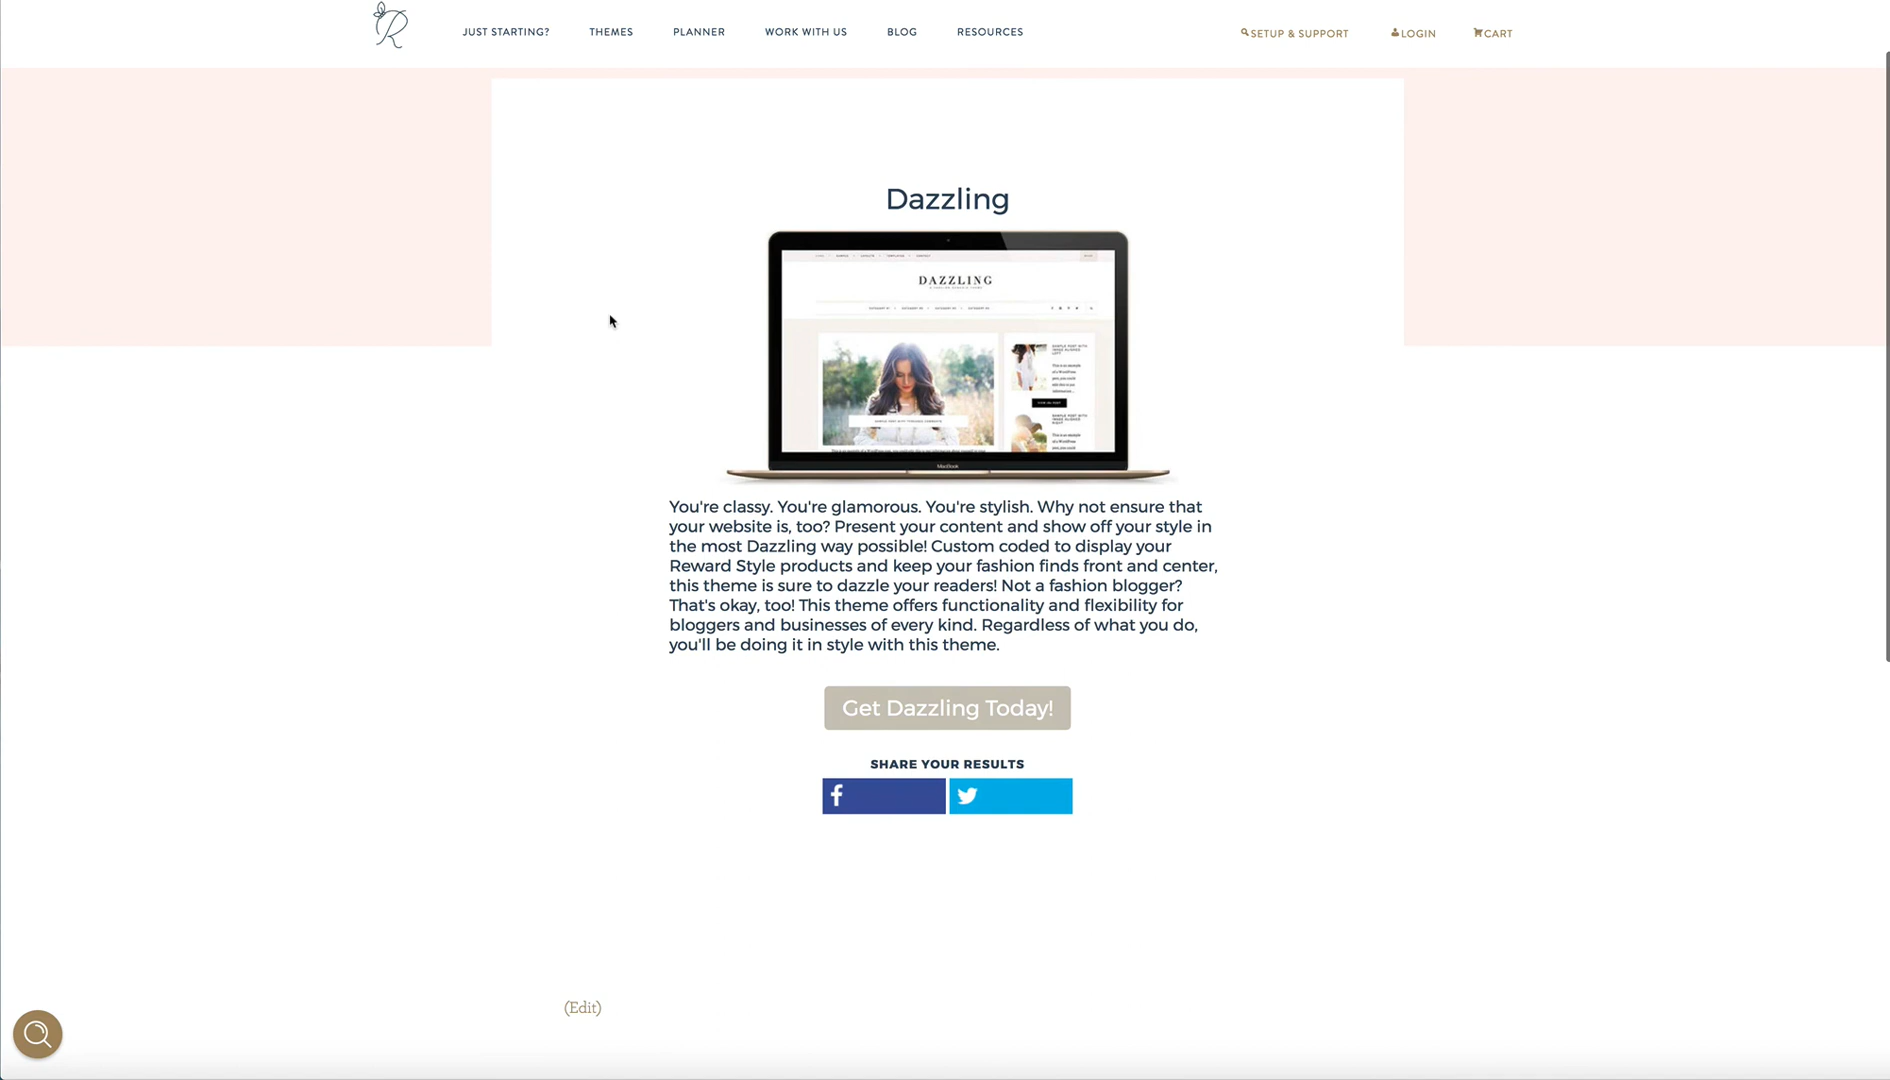 JUST STARTING?
THEMES
PLANNER
WORK WITH US
BLOG
RESOURCES
SETUP & SUPPORT
LOGIN
CART
Dazzling
DAZZLING
MacBook
You're classy. You're glamorous. You're stylish. Why not ensure that
your website is, too? Present your content and show off your style in
the most Dazzling way possible! Custom coded to display your
Reward Style products and keep your fashion finds front and center,
this theme is sure to dazzle your readers! Not a fashion blogger?
That's okay, too! This theme offers functionality and flexibility for
bloggers and businesses of every kind. Regardless of what you do,
you'll be doing it in style with this theme.
Get Dazzling Today!
SHARE YOUR RESULTS
(Edit)